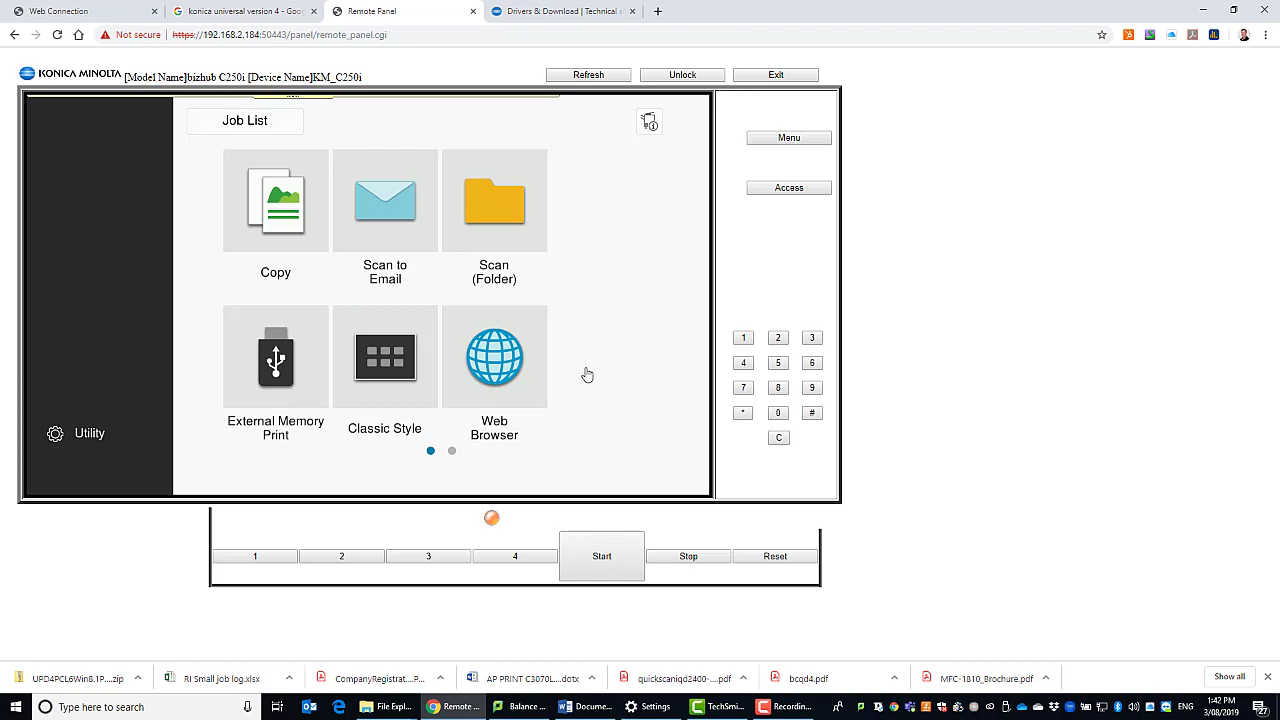 Web Connection
konica universal version 4 - Goog
Remote Panel
Drivers & Download | Technical s
Not secure
https://192.168.2.184:50443/panel/remote_panel.cgi
KONICA MINOLTA [Model Name]bizhub C250i [Device Name]KM_C250i
Refresh
Unlock
Exit
Job List
Menu
Access
Copy
Scan to
Email
Scan
(Folder)
External Memory
Print
Classic Style
Web
Browser
Utility
1 2 3
4 5 6
7 8 9
* 0 #
C
1 2 3 4 Start Stop Reset
UPD4PCL6Win8.1P....zip
RI Small job log.xlsx
CompanyRegistrat....P...
AP PRINT C3070L....dotx
quickscaniqd2400-....pdf
bcqd4.pdf
MFC-1810_Brochure.pdf
Show all
Type here to search
File Expl...
Remote ...
Balance ...
Docume...
Settings
TechSmi...
Recordin...
1:42 PM
3/08/2019